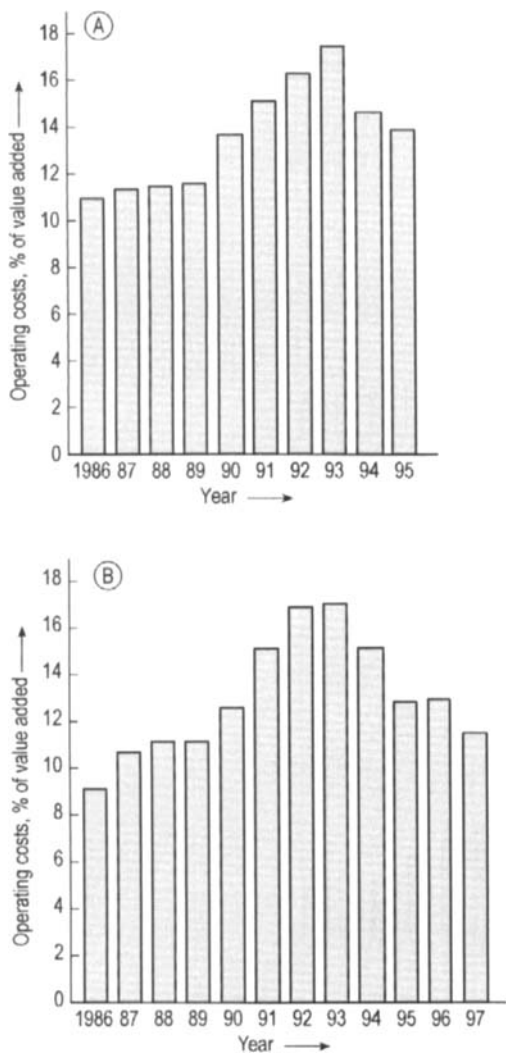 A
Operating costs, % of value added
18
16
14
12
10
8
6
4
2
0
1986 87 88 89 90 91 92 93 94 95
Year
B
Operating costs, % of value added
18
16
14
12
10
8
6
4
2
0
1986 87 88 89 90 91 92 93 94 95 96 97
Year